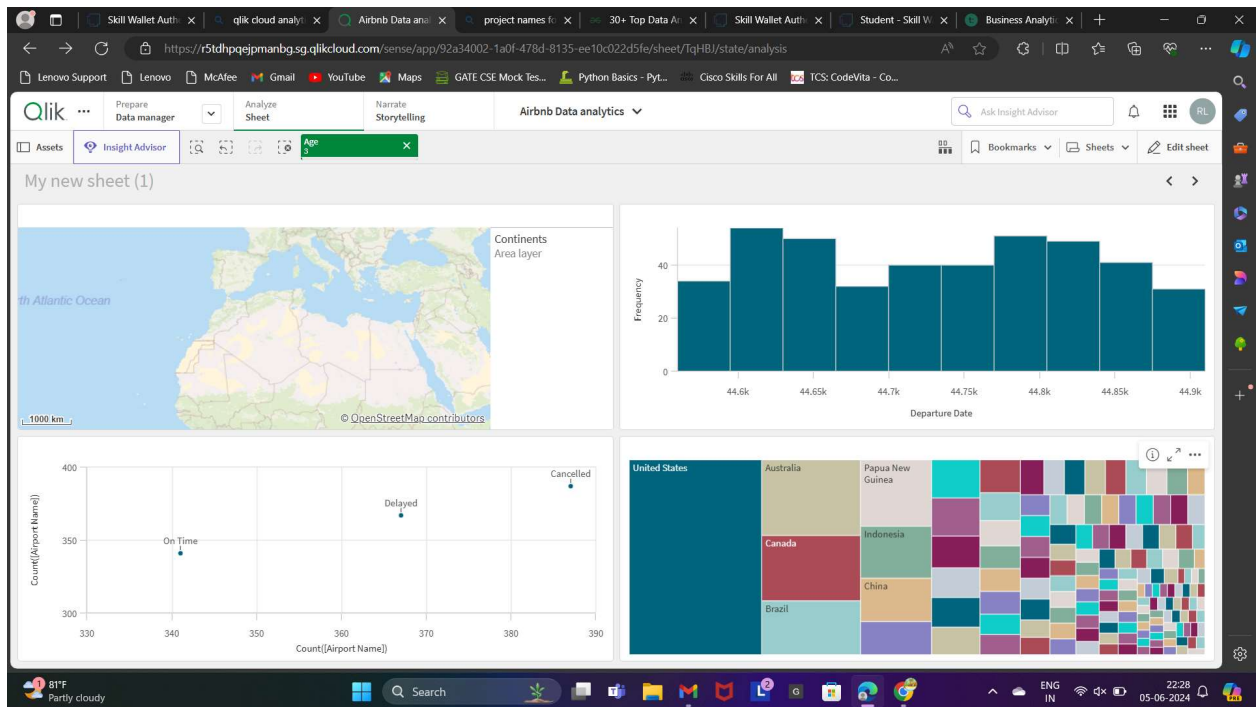 Skill Wallet Authe
qlik cloud analyti
Airbnb Data anal
project names fo
30+ Top Data An
Skill Wallet Authe
Student - Skill W
Business Analytic
https://r5tdhpqejpmanbg.sg.qlikcloud.com/sense/app/92a34002-1a0f-478d-8135-ee10c022d5fe/sheet/TqHBJ/state/analysis
Lenovo Support
Lenovo
McAfee
Gmail
YouTube
Maps
GATE CSE Mock Tes...
Python Basics - Pyt...
Cisco Skills For All
TCS: CodeVita - Co...
Qlik
Prepare
Data manager
Analyze
Sheet
Narrate
Storytelling
Airbnb Data analytics
Ask Insight Advisor
RL
Assets
Insight Advisor
Age
3
Bookmarks
Sheets
Edit sheet
My new sheet (1)
th Atlantic Ocean
1000 km
© OpenStreetMap contributors
Continents
Area layer
Frequency
40
20
0
44.6k
44.65k
44.7k
44.75k
44.8k
44.85k
44.9k
Departure Date
Count([Airport Name])
400
350
300
On Time
Delayed
Cancelled
330
340
350
360
370
380
390
Count([Airport Name])
United States
Australia
Papua New
Guinea
Canada
Indonesia
China
Brazil
1
81°F
Partly cloudy
Search
2
ENG
IN
22:28
05-06-2024